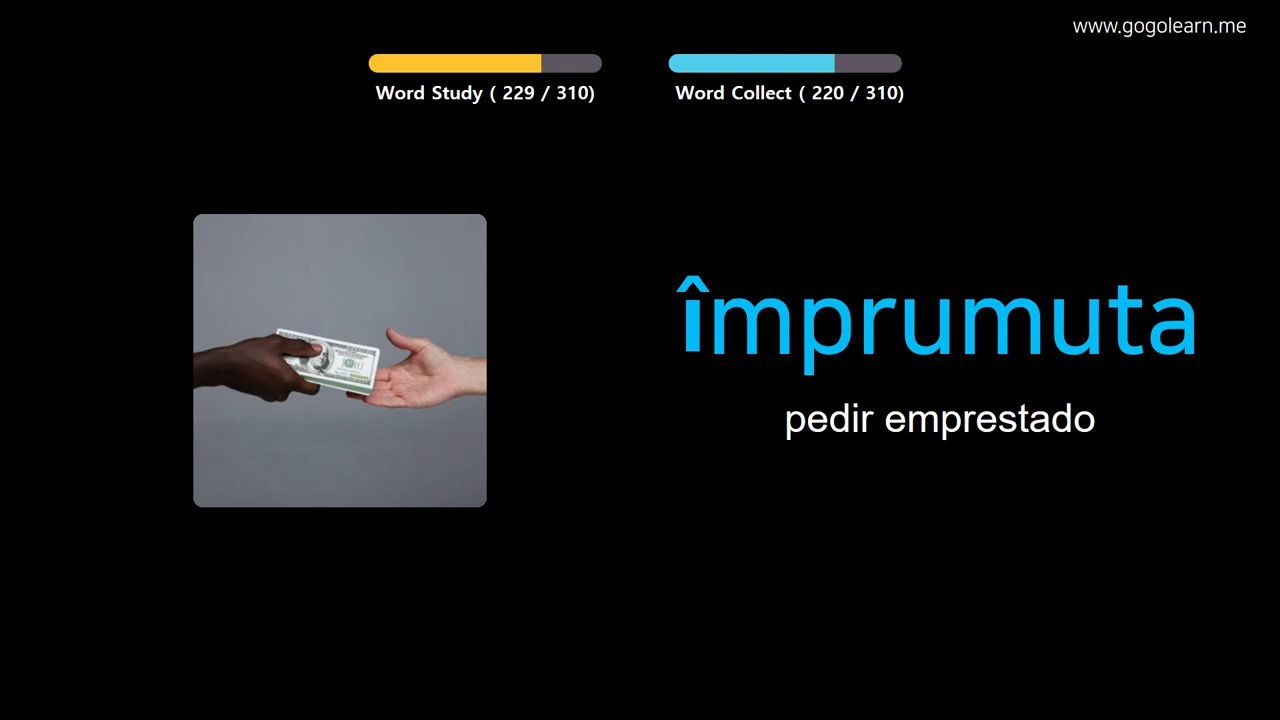 www.gogolearn.me
Word Study ( 229 / 310)
Word Collect ( 220 / 310)
împrumuta
pedir emprestado